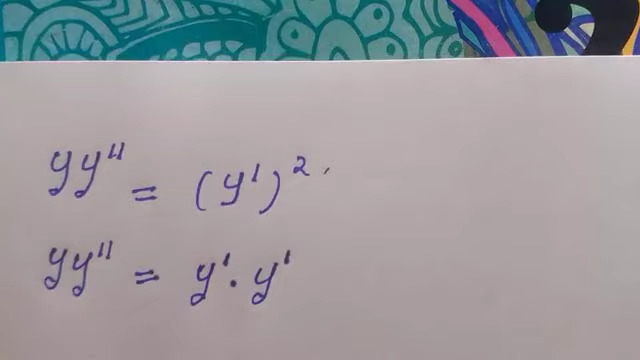 yy" = (y')².
yy" = y'·y'